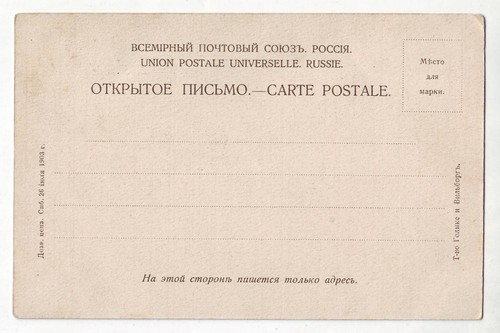 ВСЕМІРНЫЙ ПОЧТОВЫЙ СОЮЗЪ. РОССІЯ.
UNION POSTALE UNIVERSELLE. RUSSIE.
ОТКРЫТОЕ ПИСЬМО.—CARTE POSTALE.
Мѣсто
для
марки.
Дозв. ценз. Спб. 26 іюля 1903 г.
Т-во Голике и Вильборгъ.
На этой сторонѣ пишется только адресъ.